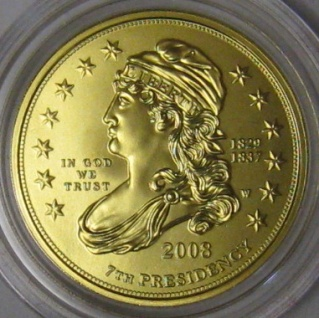 LIBERTY
IN GOD
WE
TRUST
1829
1837
W
2008
7TH PRESIDENCY